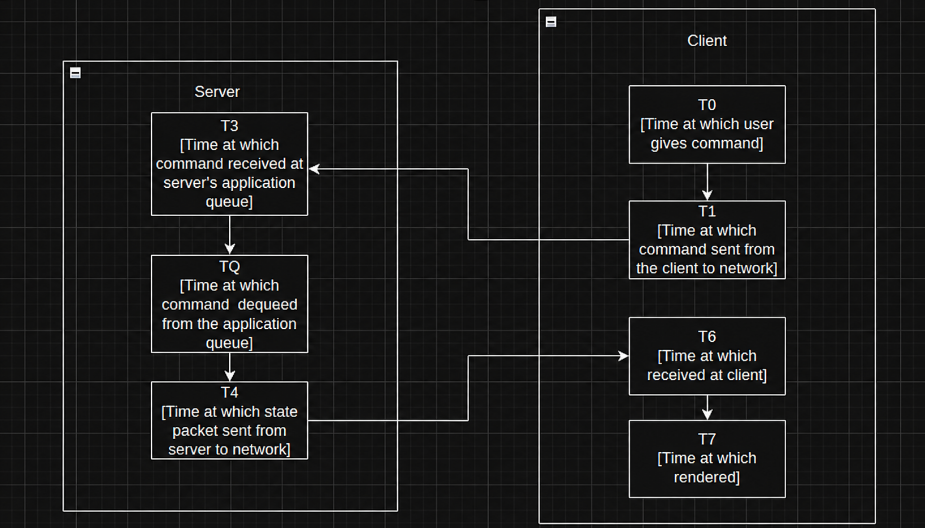 Server
T3
[Time at which
command received at
server's application
queue]
TQ
[Time at which
command dequeed
from the application
queue]
T4
[Time at which state
packet sent from
server to network]
Client
T0
[Time at which user
gives command]
T1
[Time at which
command sent from
the client to network]
T6
[Time at which
received at client]
T7
[Time at which
rendered]